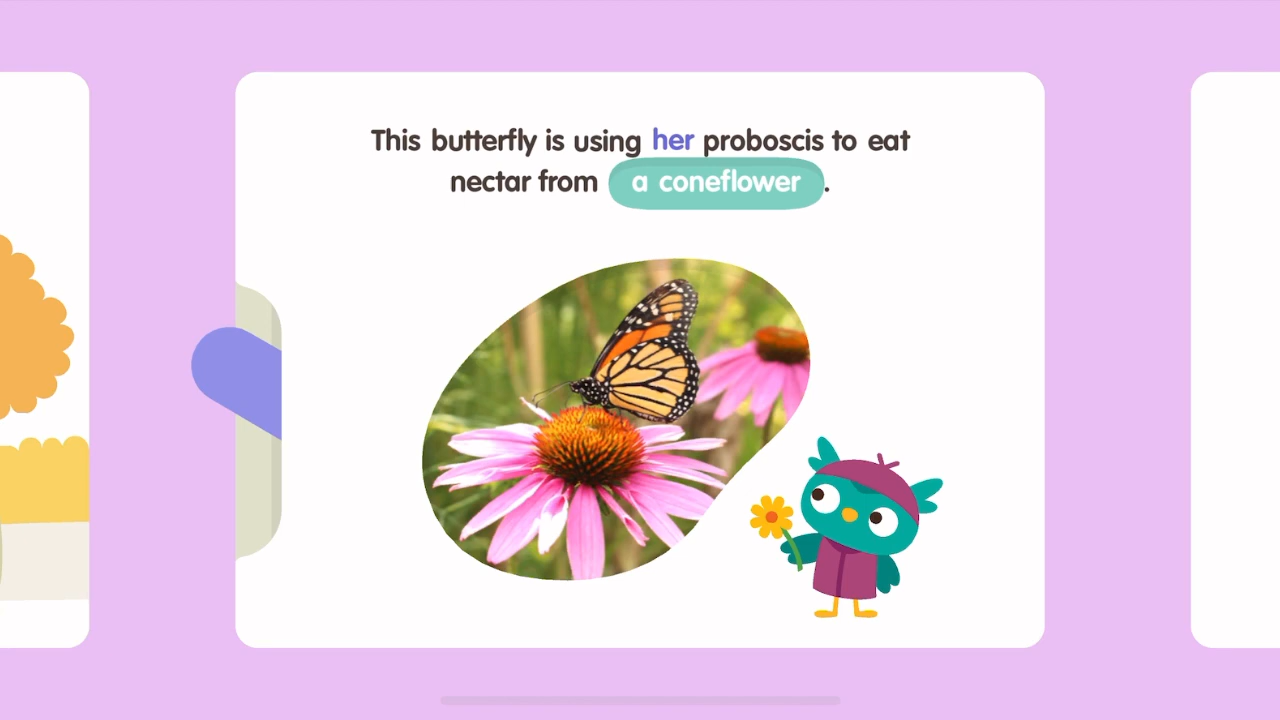 This butterfly is using her proboscis to eat
nectar from a coneflower.